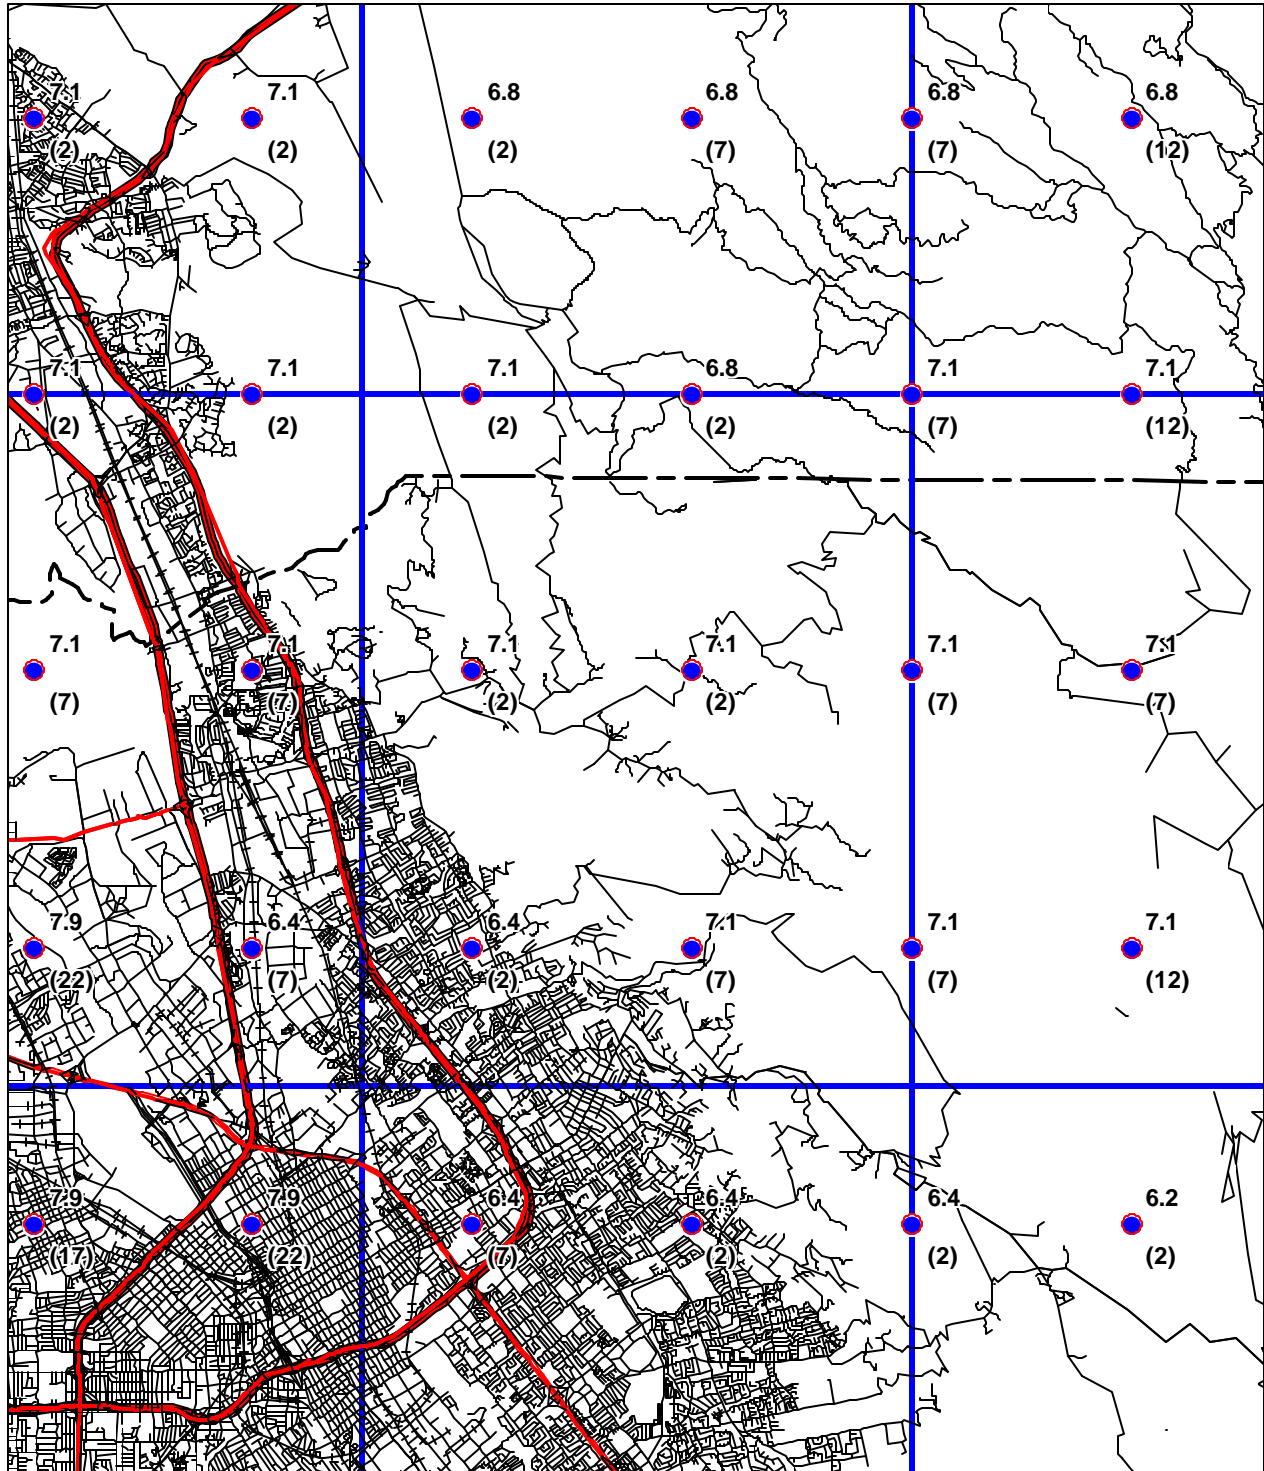 7.1 7.1 6.8 6.8 6.8 6.8
(2) (2) (2) (7) (7) (12)
7.1 7.1 7.1 6.8 7.1 7.1
(2) (2) (2) (2) (7) (12)
7.1 7.1 7.1 7.1 7.1 7.1
(7) (7) (2) (2) (7) (7)
7.9 6.4 6.4 7.1 7.1 7.1
(22) (7) (2) (7) (7) (12)
7.9 7.9 6.4 6.4 6.4 6.2
(17) (22) (7) (2) (2) (2)